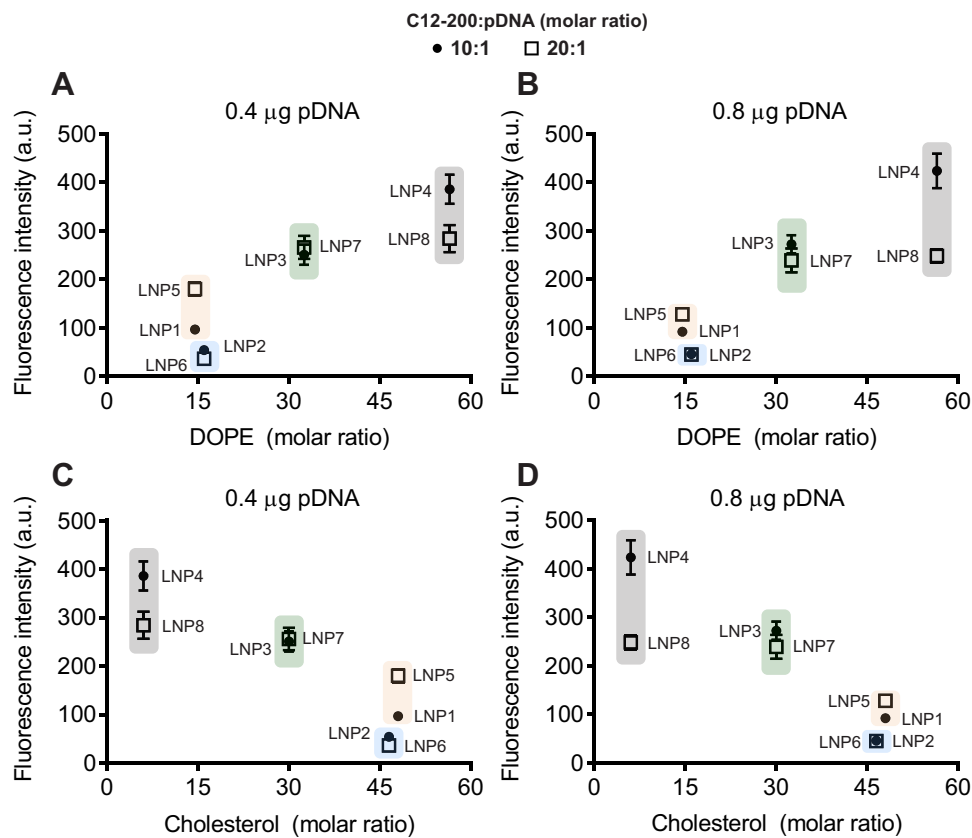 C12-200:pDNA (molar ratio)
● 10:1 □ 20:1
A
0.4 μg pDNA
Fluorescence intensity (a.u.)
500
400
300
200
100
0
LNP4
LNP8
LNP7
LNP3
LNP5
LNP1
LNP2
LNP6
0 15 30 45 60
DOPE (molar ratio)
B
0.8 μg pDNA
Fluorescence intensity (a.u.)
500
400
300
200
100
0
LNP4
LNP8
LNP3
LNP7
LNP5
LNP1
LNP6 LNP2
0 15 30 45 60
DOPE (molar ratio)
C
0.4 μg pDNA
Fluorescence intensity (a.u.)
500
400
300
200
100
0
LNP4
LNP8
LNP7
LNP3
LNP5
LNP1
LNP2
LNP6
0 15 30 45 60
Cholesterol (molar ratio)
D
0.8 μg pDNA
Fluorescence intensity (a.u.)
500
400
300
200
100
0
LNP4
LNP8
LNP3
LNP7
LNP5
LNP1
LNP6 LNP2
0 15 30 45 60
Cholesterol (molar ratio)